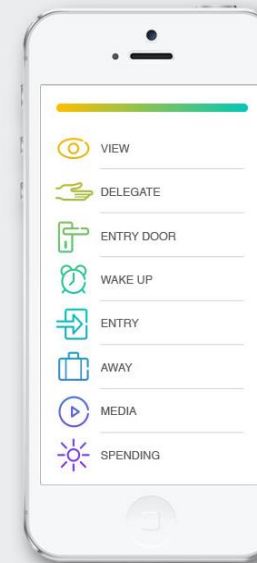 VIEW
DELEGATE
ENTRY DOOR
WAKE UP
ENTRY
AWAY
MEDIA
SPENDING